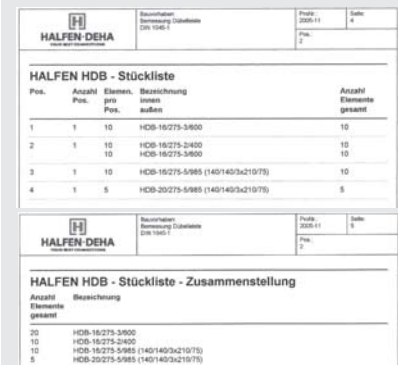 HALFEN·DEHA
YOUR BEST CONNECTIONS
Bauvorhaben:
Bemessung Dübelleiste
DIN 1045-1
Seite:
2005-11
4
Pos.:
2
HALFEN HDB - Stückliste
Pos. Anzahl Elemen. Bezeichnung Anzahl
Pos. pro innen Elemente
Pos. außen gesamt
1 1 10 HDB-16/275-3/600 10
2 1 10 HDB-16/275-2/400 10
10 HDB-16/275-3/600 10
3 1 10 HDB-16/275-5/985 (140/140/3x210/75) 10
4 1 5 HDB-20/275-5/985 (140/140/3x210/75) 5
HALFEN·DEHA
YOUR BEST CONNECTIONS
Bauvorhaben:
Bemessung Dübelleiste
DIN 1045-1
Seite:
2005-11
5
Pos.:
2
HALFEN HDB - Stückliste - Zusammenstellung
Anzahl Bezeichnung
Elemente
gesamt
20 HDB-16/275-3/600
10 HDB-16/275-2/400
10 HDB-16/275-5/985 (140/140/3x210/75)
5 HDB-20/275-5/985 (140/140/3x210/75)